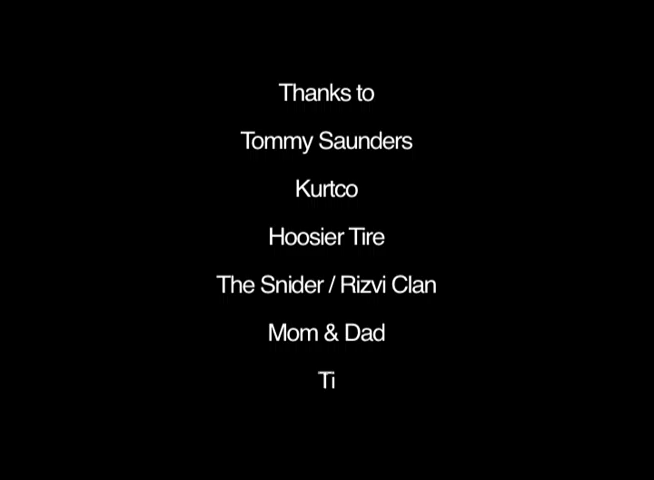 Thanks to
Tommy Saunders
Kurtco
Hoosier Tire
The Snider / Rizvi Clan
Mom & Dad
Ti